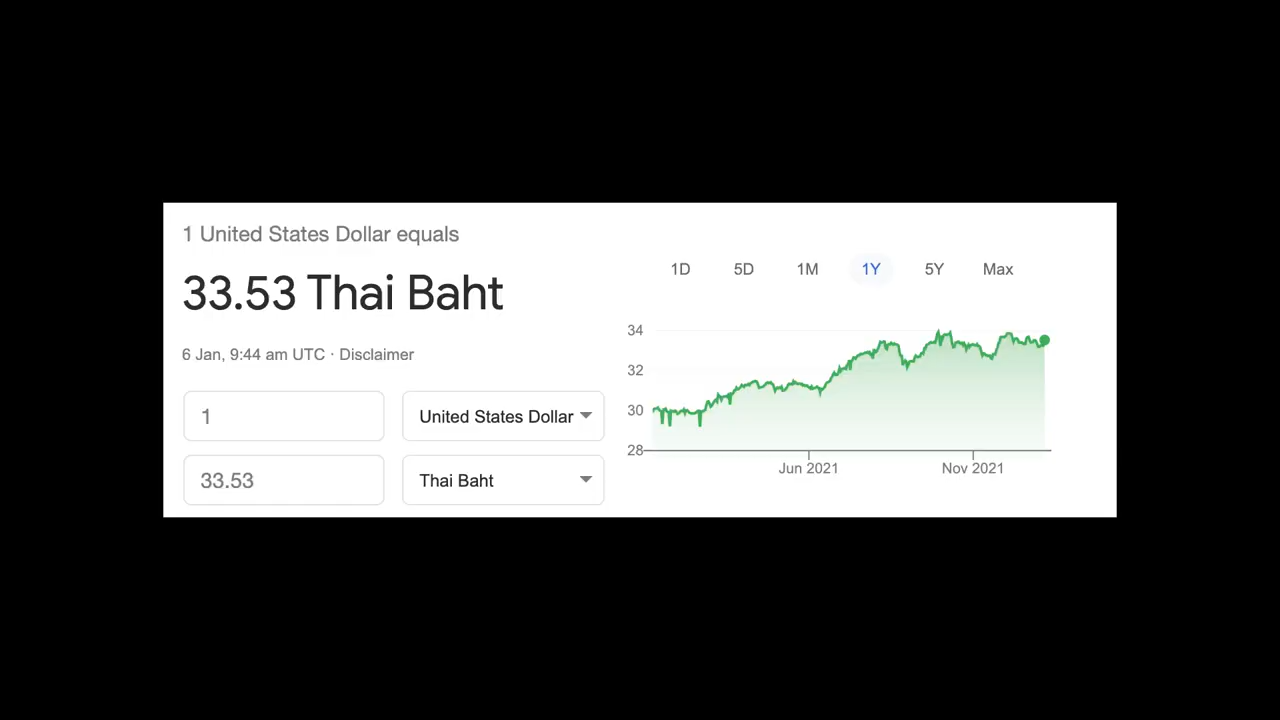 1 United States Dollar equals
33.53 Thai Baht
6 Jan, 9:44 am UTC · Disclaimer
1 United States Dollar
33.53 Thai Baht
1D 5D 1M 1Y 5Y Max
34
32
30
28
Jun 2021 Nov 2021